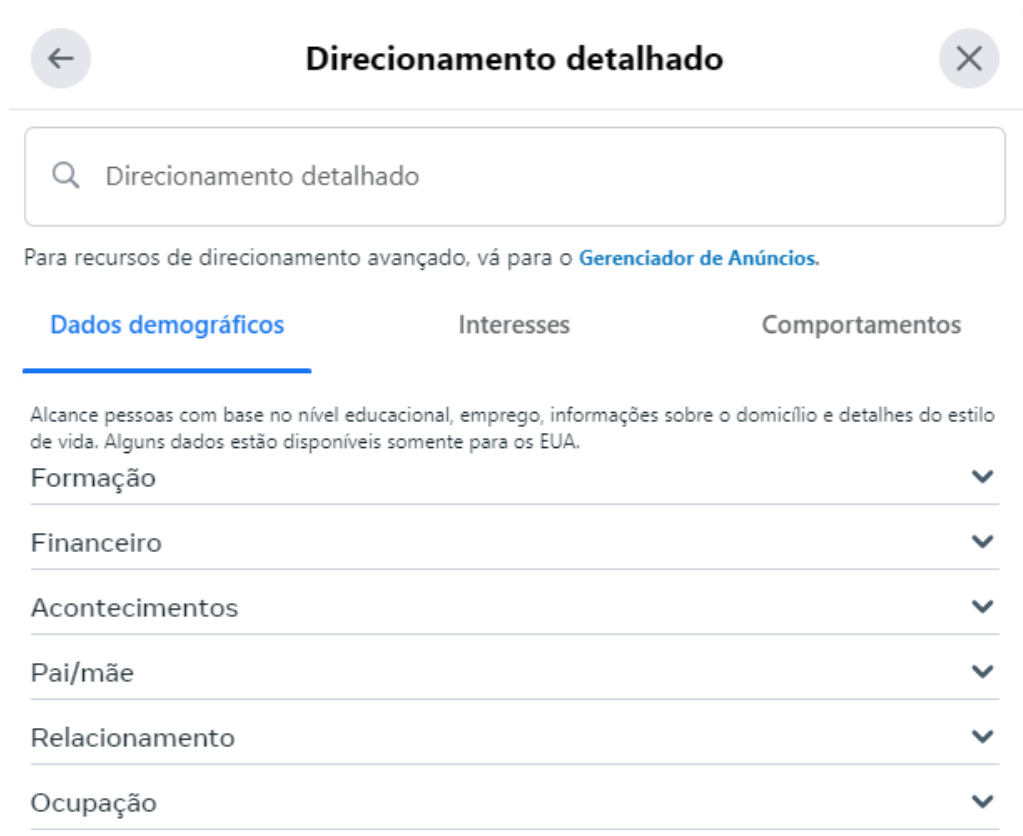 Direcionamento detalhado
Direcionamento detalhado
Para recursos de direcionamento avançado, vá para o Gerenciador de Anúncios.
Dados demográficos
Interesses
Comportamentos
Alcance pessoas com base no nível educacional, emprego, informações sobre o domicílio e detalhes do estilo
de vida. Alguns dados estão disponíveis somente para os EUA.
Formação
Financeiro
Acontecimentos
Pai/mãe
Relacionamento
Ocupação